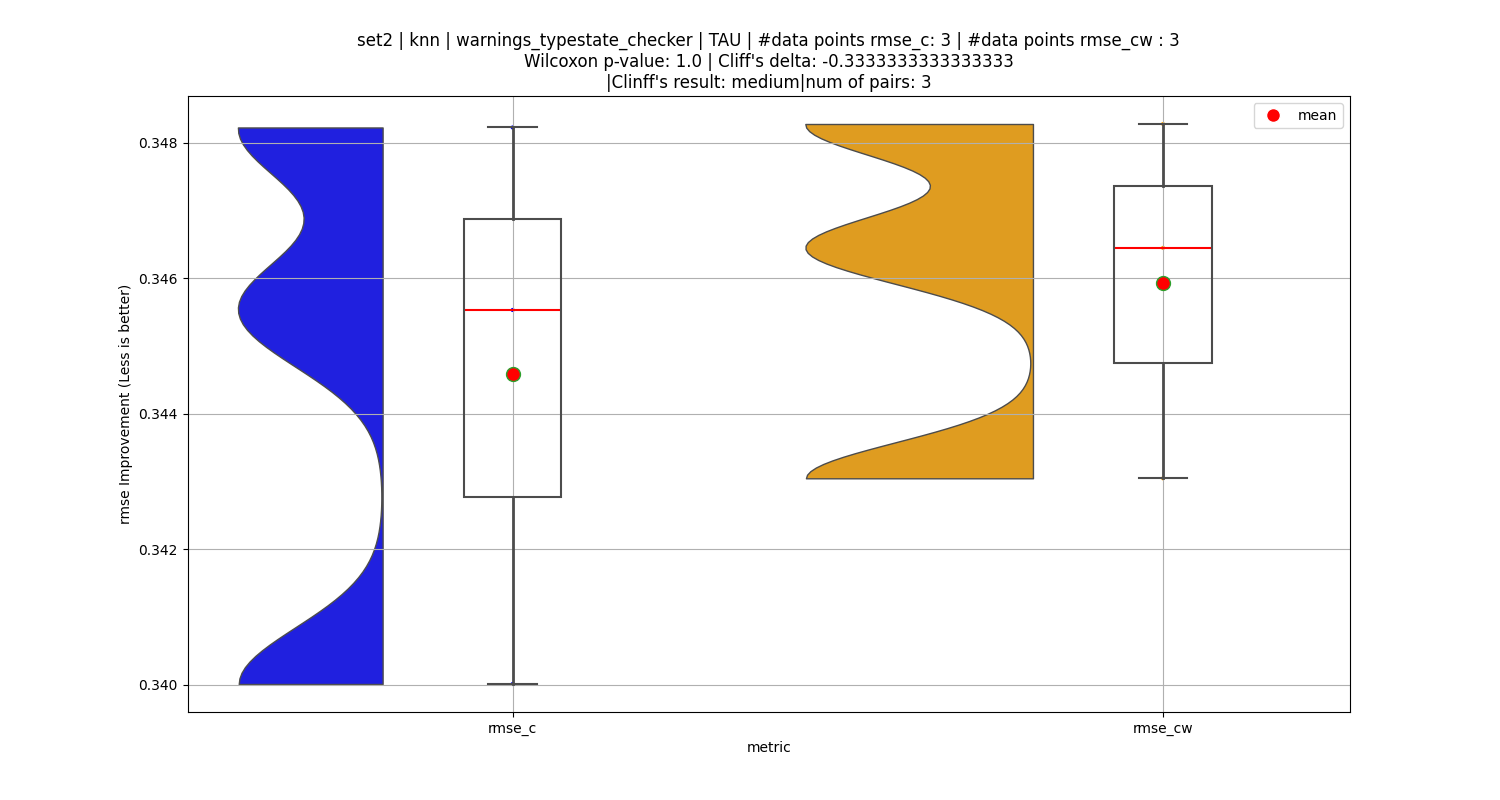 set2 | knn | warnings_typestate_checker | TAU | #data points rmse_c: 3 | #data points rmse_cw : 3
Wilcoxon p-value: 1.0 | Cliff's delta: -0.3333333333333333
|Clinff's result: medium|num of pairs: 3
mean
0.348
0.346
0.344
0.342
0.340
rmse Improvement (Less is better)
rmse_c
rmse_cw
metric